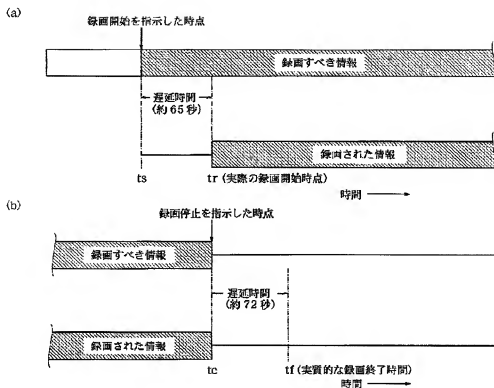 (a)
録画開始を指示した時点
録画すべき情報
遅延時間
(約65秒)
録画された情報
ts
tr(実際の録画開始時点)
時間
(b)
録画停止を指示した時点
録画すべき情報
遅延時間
(約72秒)
録画された情報
tc
tf(実質的な録画終了時間)
時間